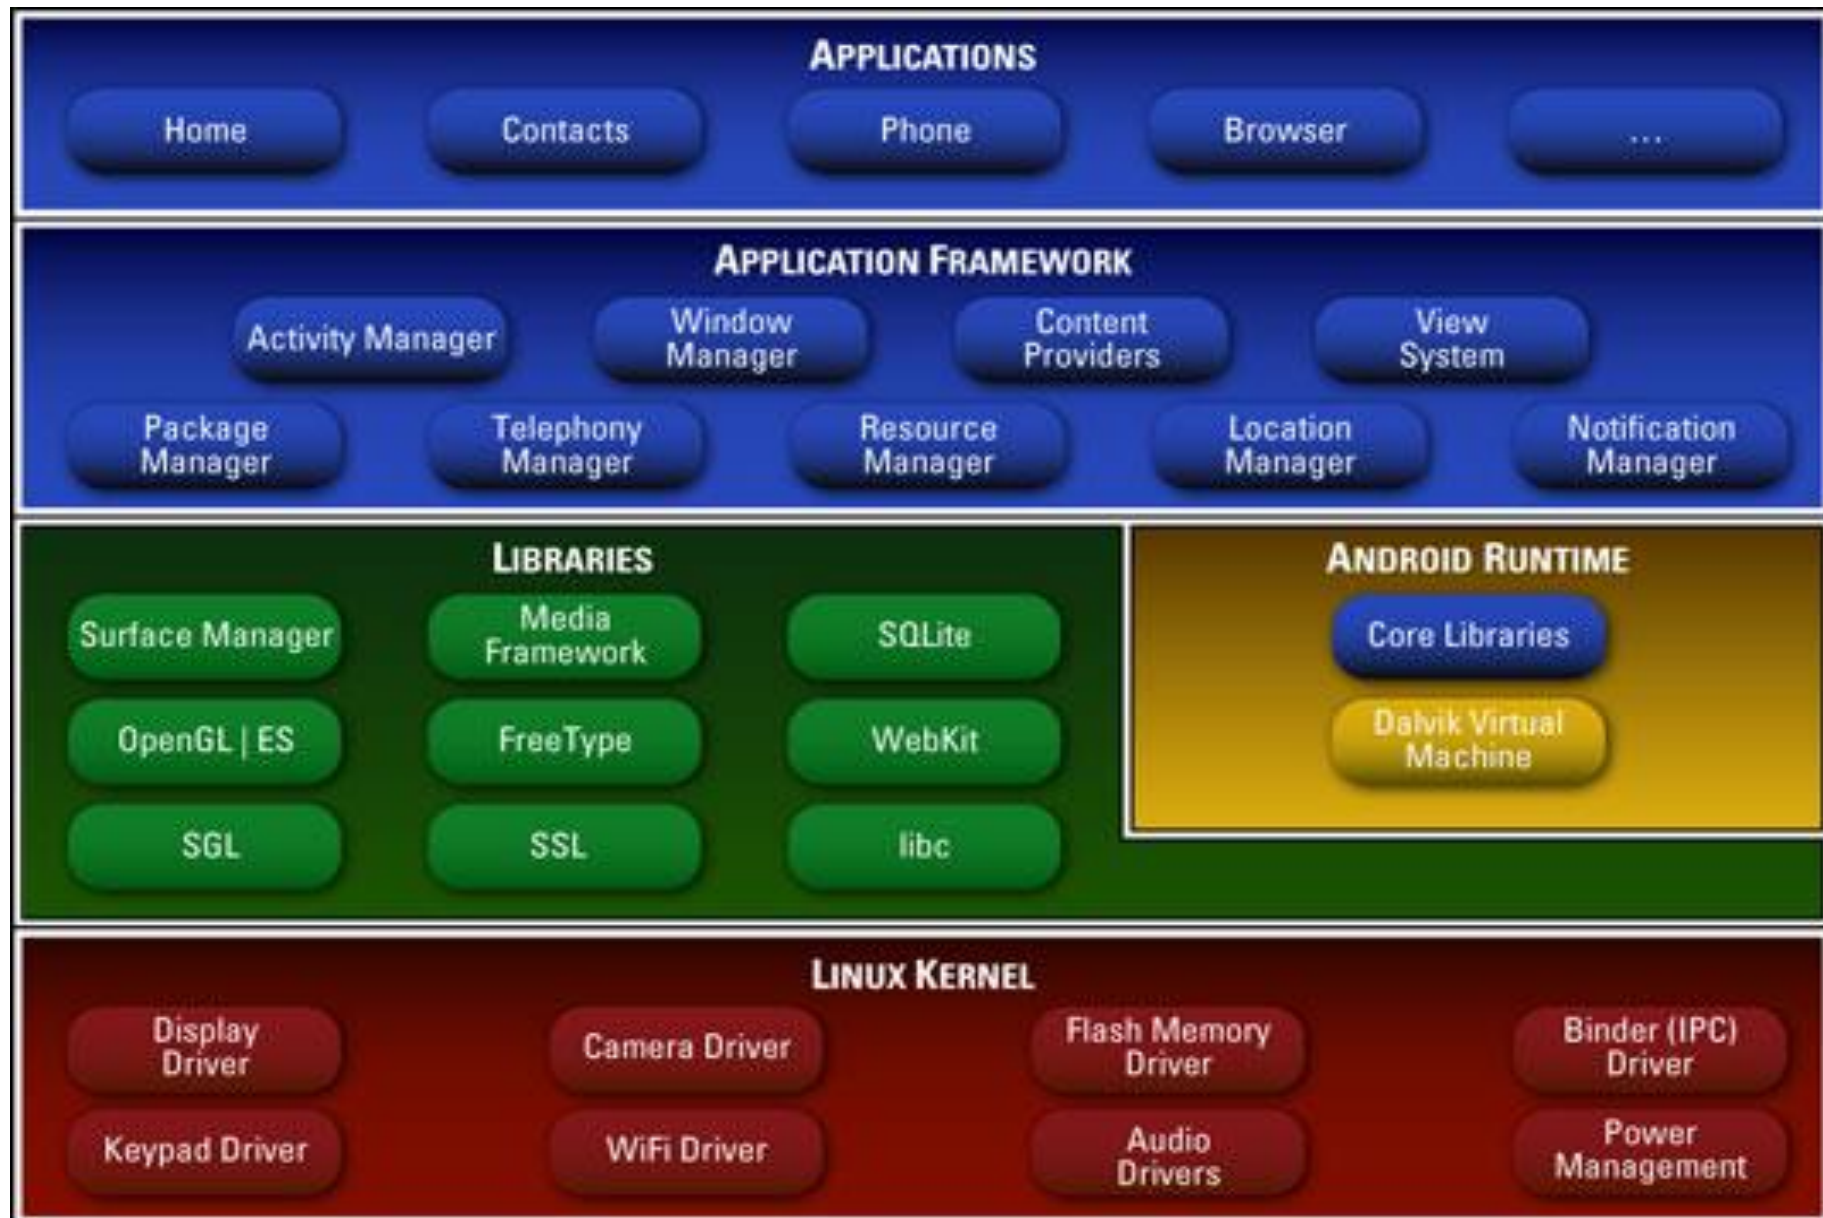 APPLICATIONS
Home
Contacts
Phone
Browser
...
APPLICATION FRAMEWORK
Activity Manager
Window
Manager
Content
Providers
View
System
Package
Manager
Telephony
Manager
Resource
Manager
Location
Manager
Notification
Manager
LIBRARIES
Surface Manager
Media
Framework
SQLite
OpenGL | ES
FreeType
WebKit
SGL
SSL
libc
ANDROID RUNTIME
Core Libraries
Dalvik Virtual
Machine
LINUX KERNEL
Display
Driver
Camera Driver
Flash Memory
Driver
Binder (IPC)
Driver
Keypad Driver
WiFi Driver
Audio
Drivers
Power
Management